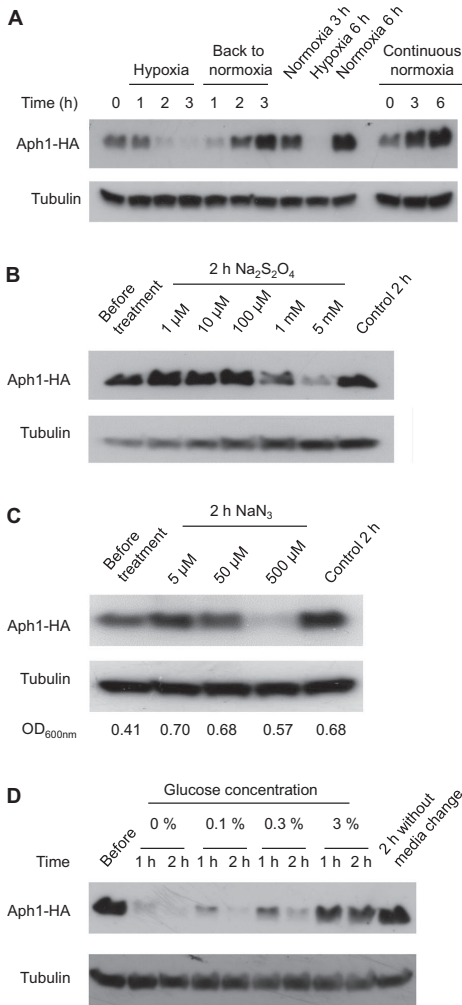 A
Hypoxia
Back to normoxia
Normoxia 3 h
Hypoxia 6 h
Normoxia 6 h
Continuous normoxia
Time (h) 0 1 2 3 1 2 3 0 3 6
Aph1-HA
Tubulin
B
Before treatment
2 h Na₂S₂O₄
1 µM 10 µM 100 µM 1 mM 5 mM
Control 2 h
Aph1-HA
Tubulin
C
Before treatment
2 h NaN₃
5 µM 50 µM 500 µM
Control 2 h
Aph1-HA
Tubulin
OD₆₀₀ₙₘ 0.41 0.70 0.68 0.57 0.68
D
Glucose concentration
Before
0 % 0.1 % 0.3 % 3 %
2 h without media change
Time 1 h 2 h 1 h 2 h 1 h 2 h 1 h 2 h
Aph1-HA
Tubulin